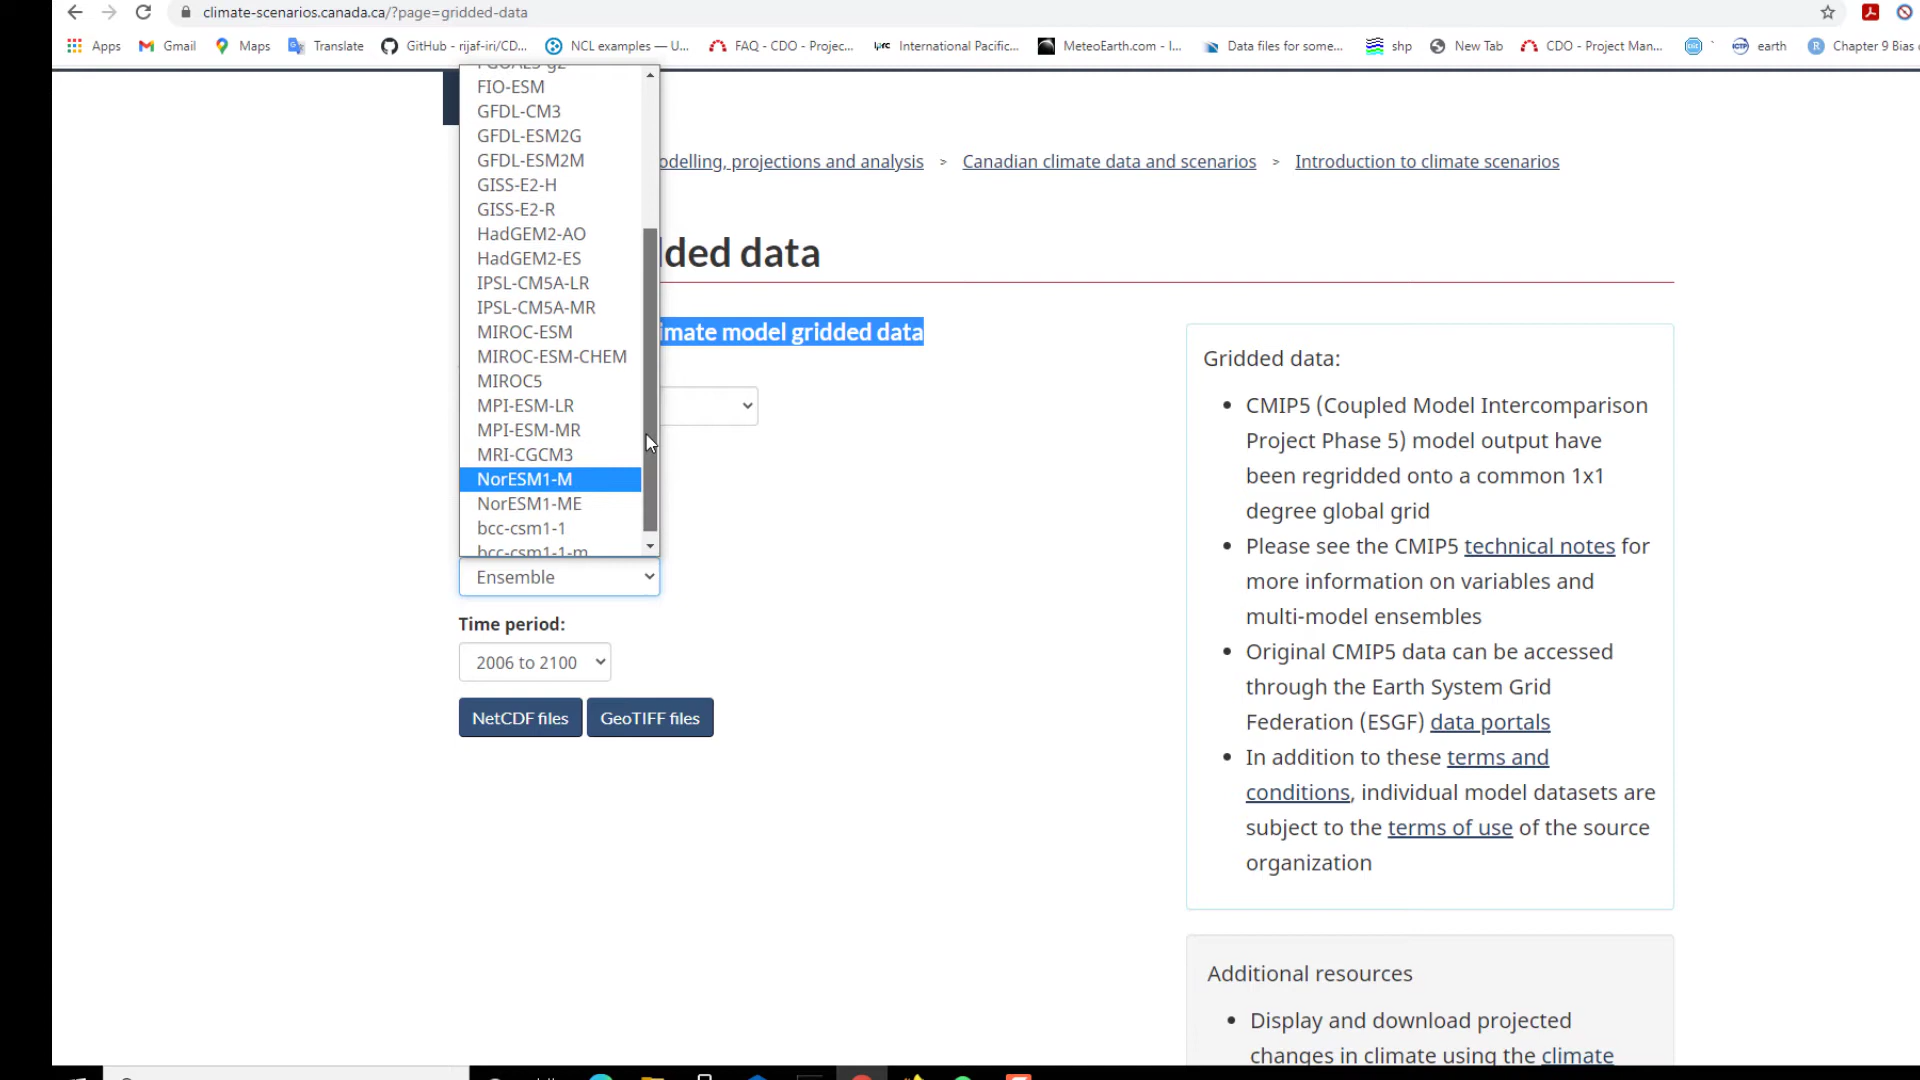 climate-scenarios.canada.ca/?page=gridded-data
Apps Gmail Maps Translate GitHub - rijaf-iri/CD... NCL examples — U... FAQ - CDO - Projec... International Pacific... MeteoEarth.com - I... Data files for some... shp New Tab CDO - Project Man... earth Chapter 9 Bias
FGOALS-g2
FIO-ESM
GFDL-CM3
GFDL-ESM2G
GFDL-ESM2M
GISS-E2-H
GISS-E2-R
HadGEM2-AO
HadGEM2-ES
IPSL-CM5A-LR
IPSL-CM5A-MR
MIROC-ESM
MIROC-ESM-CHEM
MIROC5
MPI-ESM-LR
MPI-ESM-MR
MRI-CGCM3
NorESM1-M
NorESM1-ME
bcc-csm1-1
bcc-csm1-1-m
odelling, projections and analysis > Canadian climate data and scenarios > Introduction to climate scenarios
dded data
imate model gridded data
Ensemble
Time period:
2006 to 2100
NetCDF files GeoTIFF files
Gridded data:
• CMIP5 (Coupled Model Intercomparison
Project Phase 5) model output have
been regridded onto a common 1x1
degree global grid
• Please see the CMIP5 technical notes for
more information on variables and
multi-model ensembles
• Original CMIP5 data can be accessed
through the Earth System Grid
Federation (ESGF) data portals
• In addition to these terms and
conditions, individual model datasets are
subject to the terms of use of the source
organization
Additional resources
• Display and download projected
changes in climate using the climate